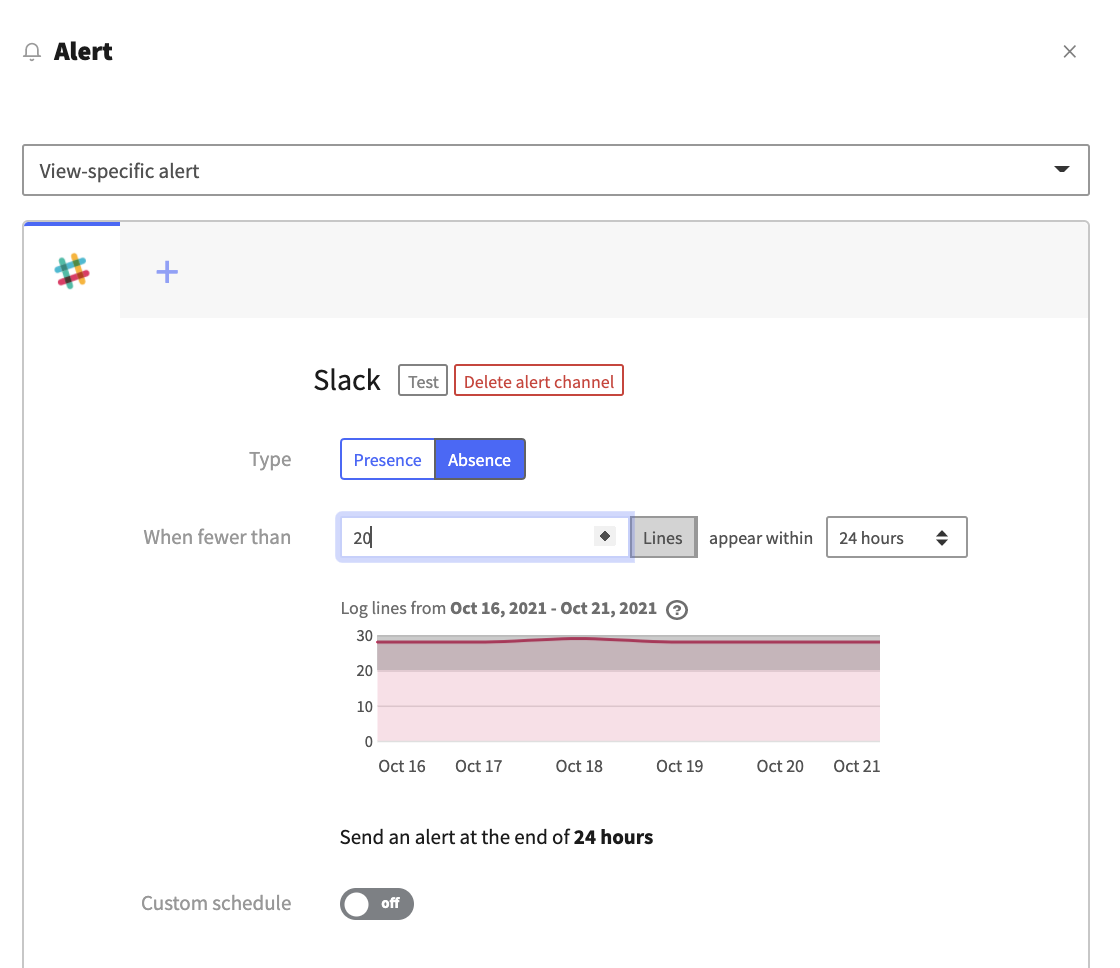 Alert
View-specific alert
Slack Test Delete alert channel
Type Presence Absence
When fewer than 20 Lines appear within 24 hours
Log lines from Oct 16, 2021 - Oct 21, 2021 ?
30
20
10
0
Oct 16 Oct 17 Oct 18 Oct 19 Oct 20 Oct 21
Send an alert at the end of 24 hours
Custom schedule off